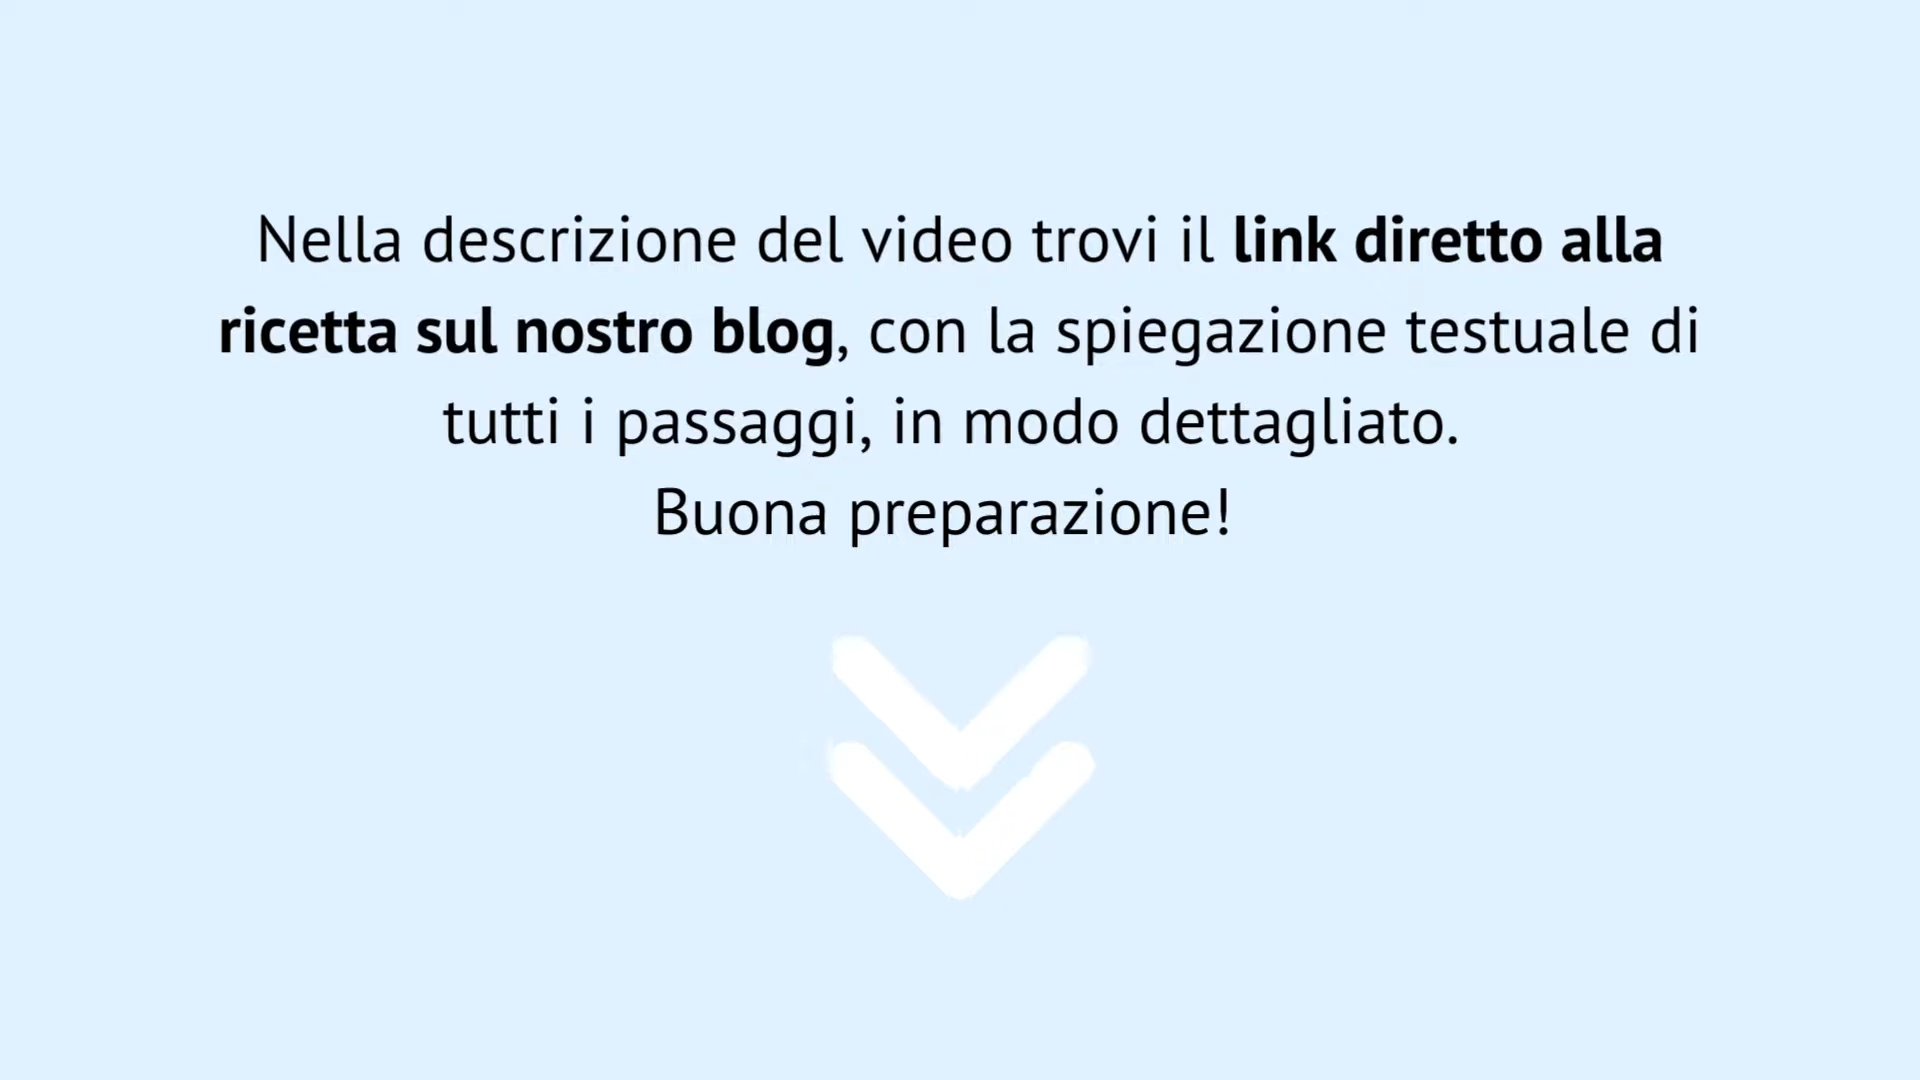 Nella descrizione del video trovi il link diretto alla
ricetta sul nostro blog, con la spiegazione testuale di
tutti i passaggi, in modo dettagliato.
Buona preparazione!